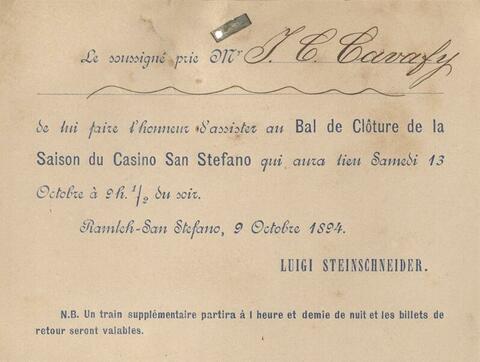 Le soussigné prie Mr J. C. Cavafy
de lui faire l'honneur d'assister au Bal de Clôture de la
Saison du Casino San Stefano qui aura lieu Samedi 13
Octobre à 9h. 1/2 du soir.
Ramleh-San Stefano, 9 Octobre 1894.
LUIGI STEINSCHNEIDER.
N.B. Un train supplémentaire partira à 1 heure et demie de nuit et les billets de
retour seront valables.